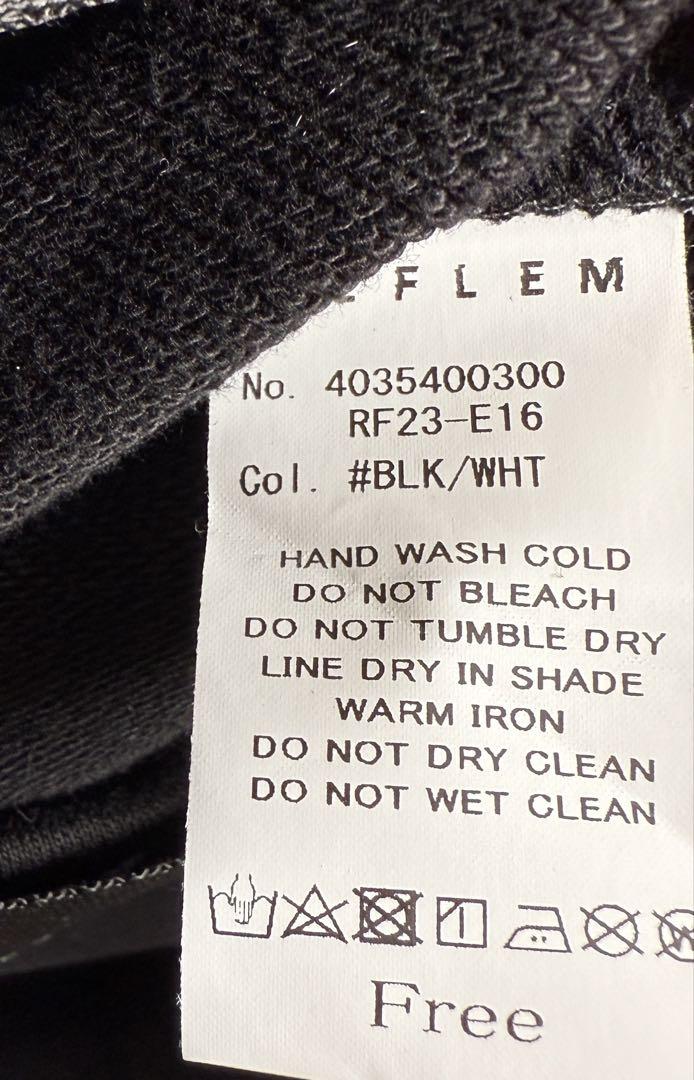 FLEM
No. 4035400300
RF23-E16
Col. #BLK/WHT
HAND WASH COLD
DO NOT BLEACH
DO NOT TUMBLE DRY
LINE DRY IN SHADE
WARM IRON
DO NOT DRY CLEAN
DO NOT WET CLEAN
W
Free